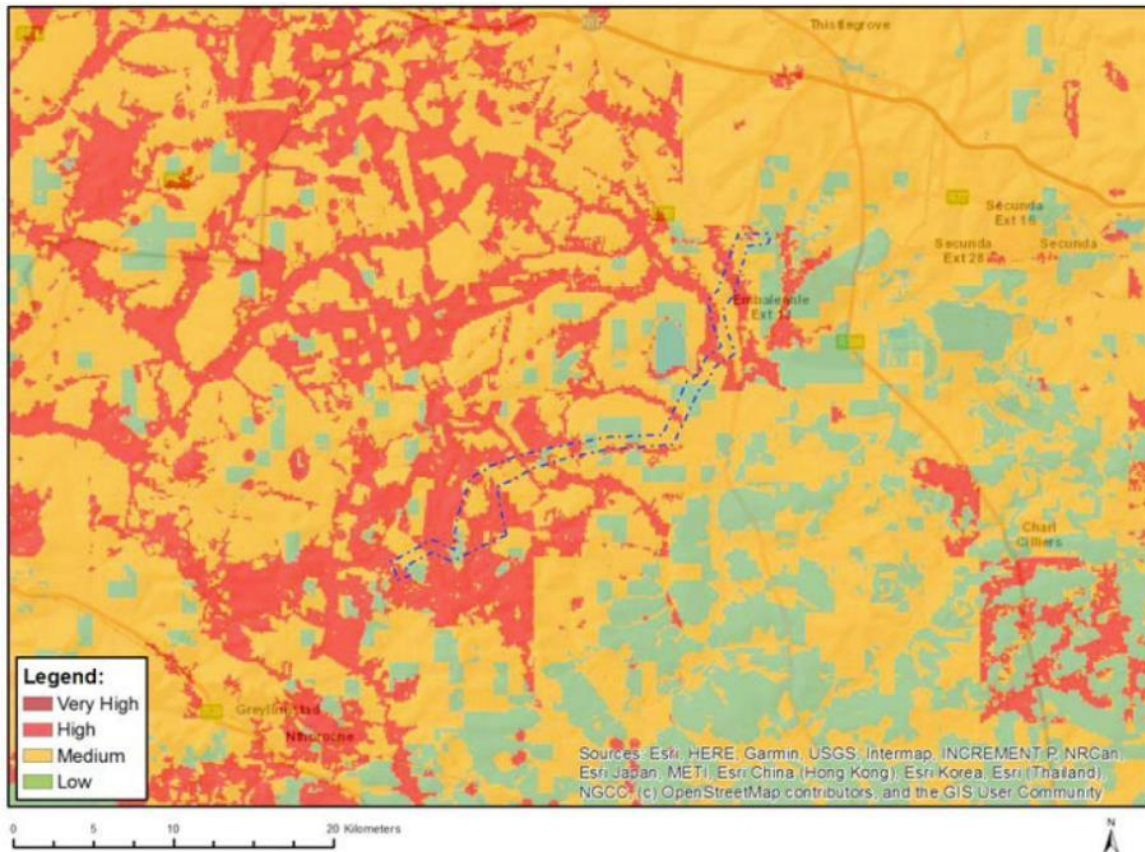 Thistlegrove
Secunda
Ext 16
Secunda
Ext 28
Secunda
Embalenhle
Charl
Cilliers
Greylingstad
Legend:
Very High
High
Medium
Low
Sources: Esri, HERE, Garmin, USGS, Intermap, INCREMENT P, NRCan,
Esri Japan, METI, Esri China (Hong Kong), Esri Korea, Esri (Thailand),
NGCC, (c) OpenStreetMap contributors, and the GIS User Community
0 5 10 20 Kilometers
N